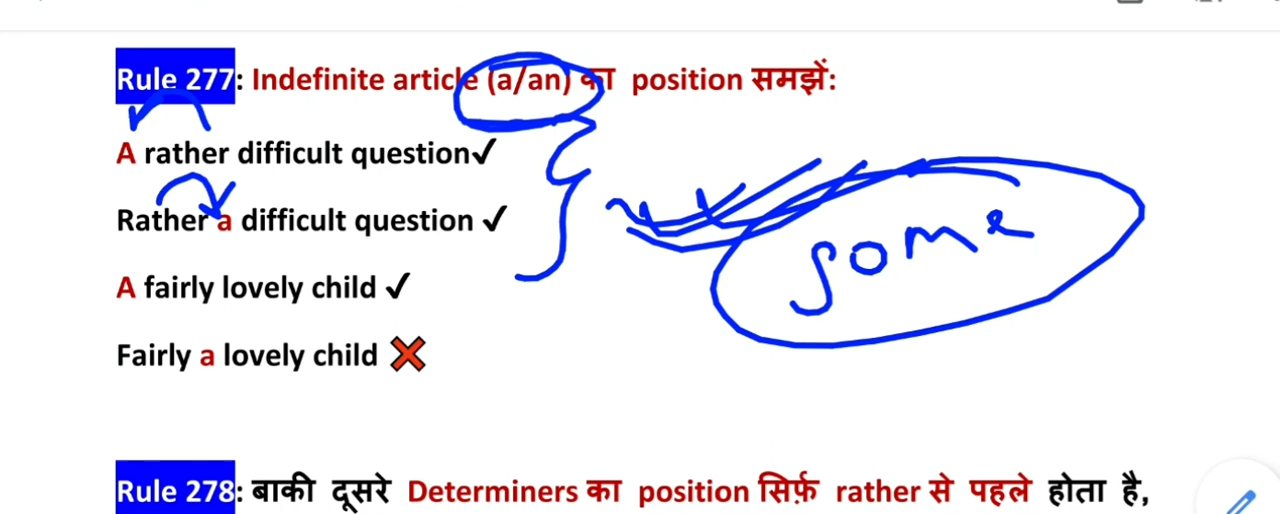 Rule 277: Indefinite article (a/an) का position समझें:
A rather difficult question✓
Rather a difficult question ✓
some
A fairly lovely child ✓
Fairly a lovely child ❌
Rule 278: बाकी दूसरे Determiners का position सिर्फ़ rather से पहले होता है,